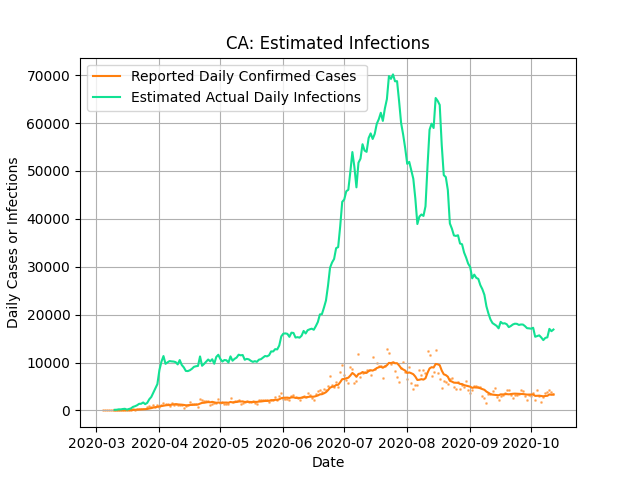 CA: Estimated Infections
Reported Daily Confirmed Cases
Estimated Actual Daily Infections
Daily Cases or Infections
70000
60000
50000
40000
30000
20000
10000
0
2020-03 2020-04 2020-05 2020-06 2020-07 2020-08 2020-09 2020-10
Date